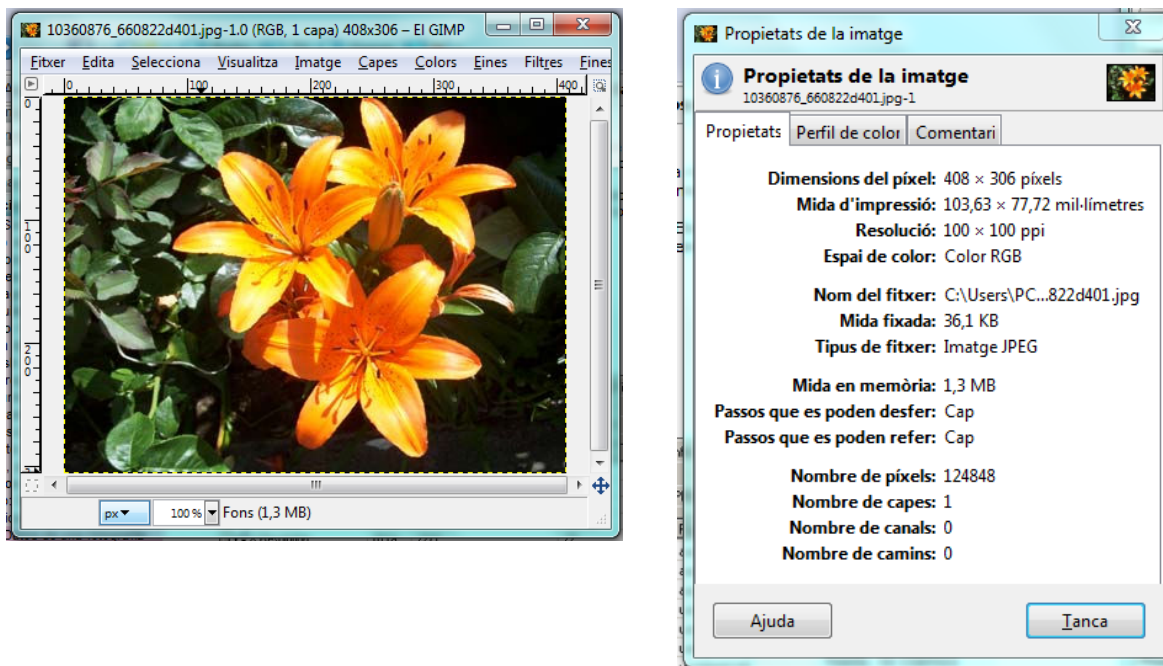 10360876_660822d401.jpg-1.0 (RGB, 1 capa) 408x306 – El GIMP
Fitxer Edita Selecciona Visualitza Imatge Capes Colors Eines Filtres Fines
0 100 200 300 400
0
100
200
px 100 % Fons (1,3 MB)
Propietats de la imatge
Propietats de la imatge
10360876_660822d401.jpg-1
Propietats Perfil de color Comentari
Dimensions del píxel: 408 × 306 píxels
Mida d'impressió: 103,63 × 77,72 mil·límetres
Resolució: 100 × 100 ppi
Espai de color: Color RGB
Nom del fitxer: C:\Users\PC...822d401.jpg
Mida fixada: 36,1 KB
Tipus de fitxer: Imatge JPEG
Mida en memòria: 1,3 MB
Passos que es poden desfer: Cap
Passos que es poden refer: Cap
Nombre de píxels: 124848
Nombre de capes: 1
Nombre de canals: 0
Nombre de camins: 0
Ajuda Tanca